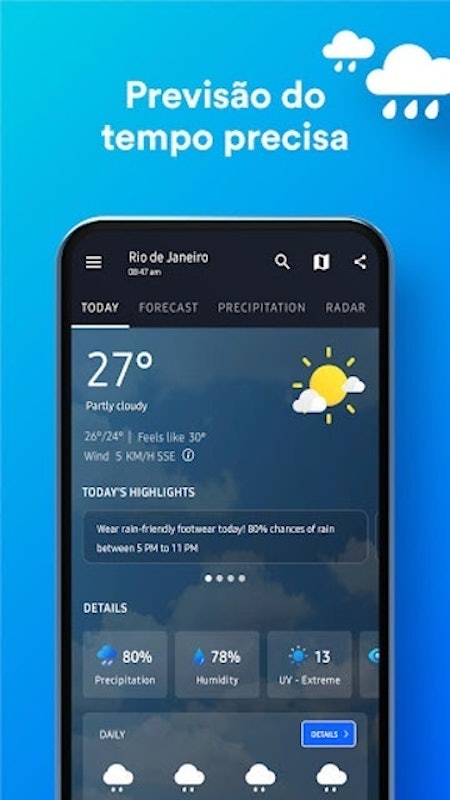 Previsão do
tempo precisa
Rio de Janeiro
08:47 am
TODAY FORECAST PRECIPITATION RADAR
27°
Partly cloudy
26°/24° | Feels like 30°
Wind 5 KM/H SSE
TODAY'S HIGHLIGHTS
Wear rain-friendly footwear today! 80% chances of rain
between 5 PM to 11 PM
DETAILS
80% 78% 13
Precipitation Humidity UV - Extreme
DAILY DETAILS